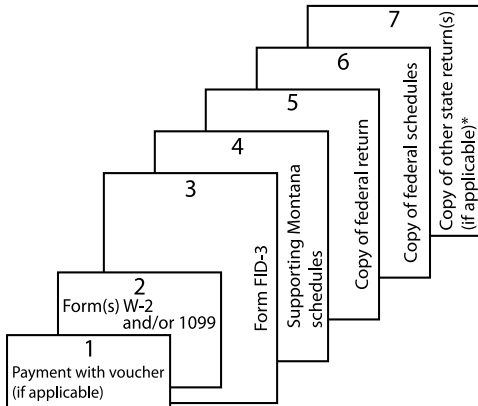 1
Payment with voucher
(if applicable)
2
Form(s) W-2
and/or 1099
3
Form FID-3
4
Supporting Montana
schedules
5
Copy of federal return
6
Copy of federal schedules
7
Copy of other state return(s)
(if applicable)*